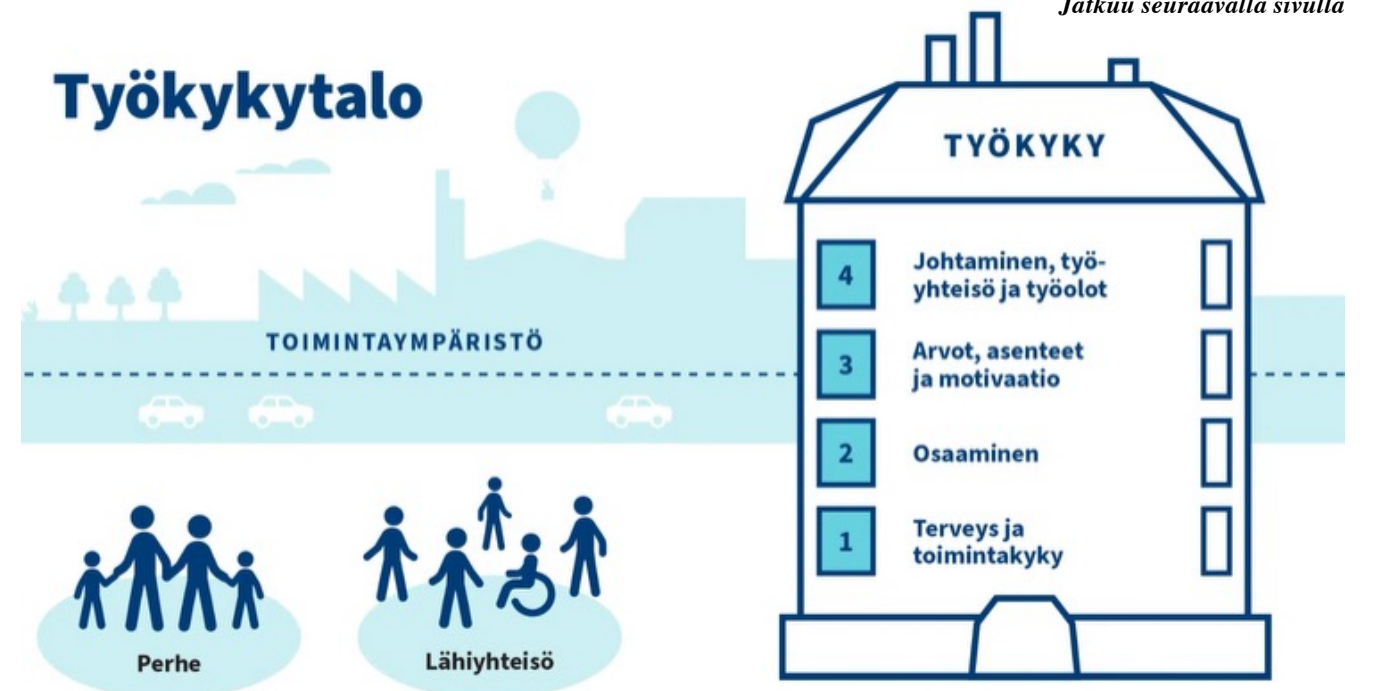 Jatkuu seuraavalla sivulla
Työkykytalo
TYÖKYKY
4
Johtaminen, työ-
yhteisö ja työolot
3
Arvot, asenteet
ja motivaatio
2
Osaaminen
1
Terveys ja
toimintakyky
TOIMINTAYMPÄRISTÖ
Perhe
Lähiyhteisö